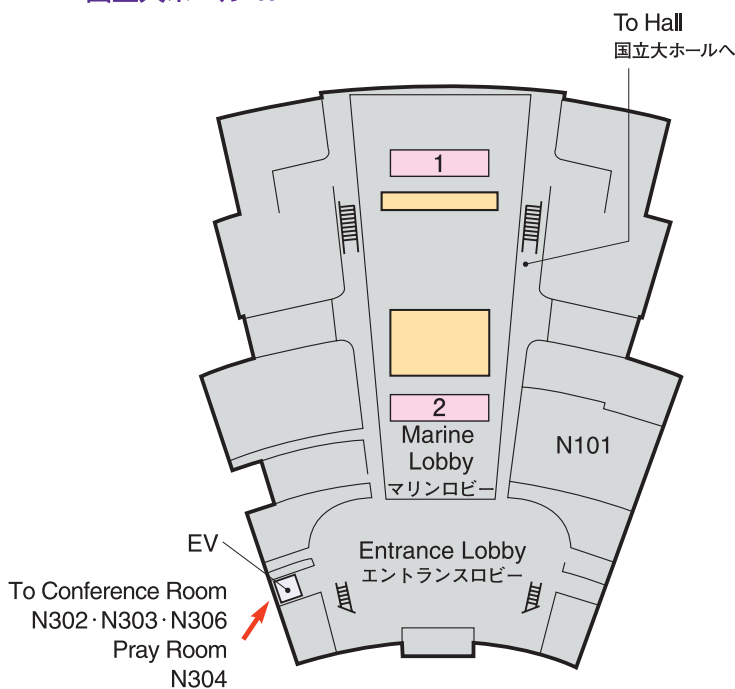 To Hall
国立大ホールへ
1
2
Marine
Lobby
マリンロビー
N101
EV
Entrance Lobby
エントランスロビー
To Conference Room
N302・N303・N306
Pray Room
N304